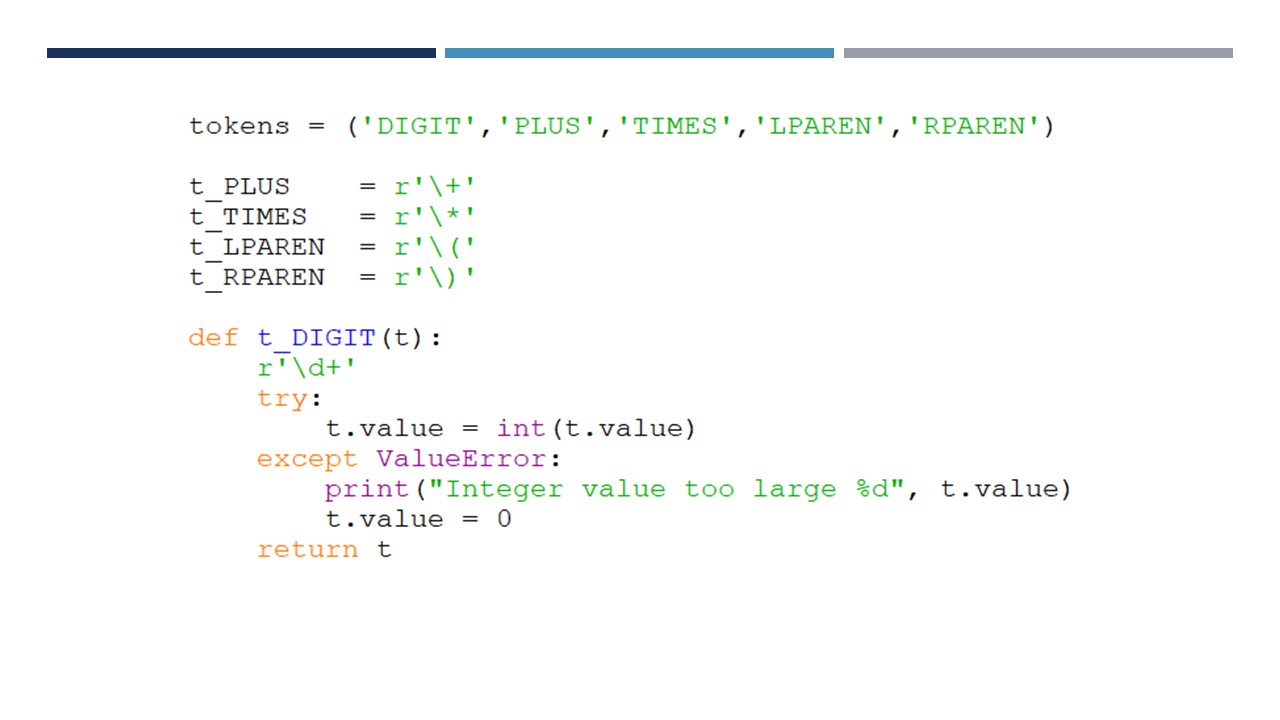 tokens = ('DIGIT','PLUS','TIMES','LPAREN','RPAREN')
t_PLUS    = r'\+'
t_TIMES   = r'\*'
t_LPAREN  = r'\('
t_RPAREN  = r'\)'
def t_DIGIT(t):
    r'\d+'
    try:
        t.value = int(t.value)
    except ValueError:
        print("Integer value too large %d", t.value)
        t.value = 0
    return t